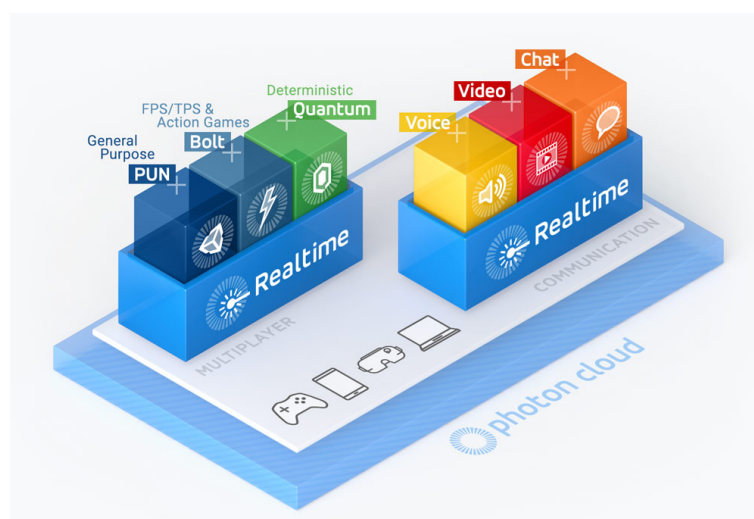 General
Purpose
PUN
FPS/TPS &
Action Games
Bolt
Deterministic
Quantum
Realtime
MULTIPLAYER
Voice
Video
Chat
Realtime
COMMUNICATION
photon cloud